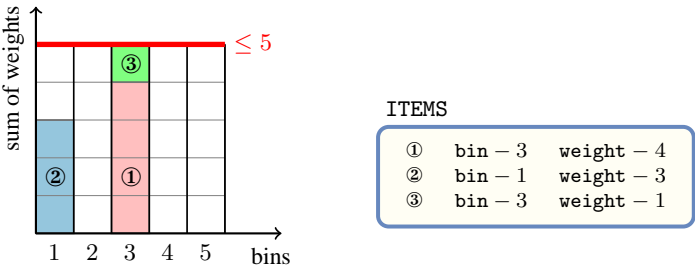 sum of weights
≤ 5
③
②
①
1 2 3 4 5
bins
ITEMS
① bin − 3 weight − 4
② bin − 1 weight − 3
③ bin − 3 weight − 1